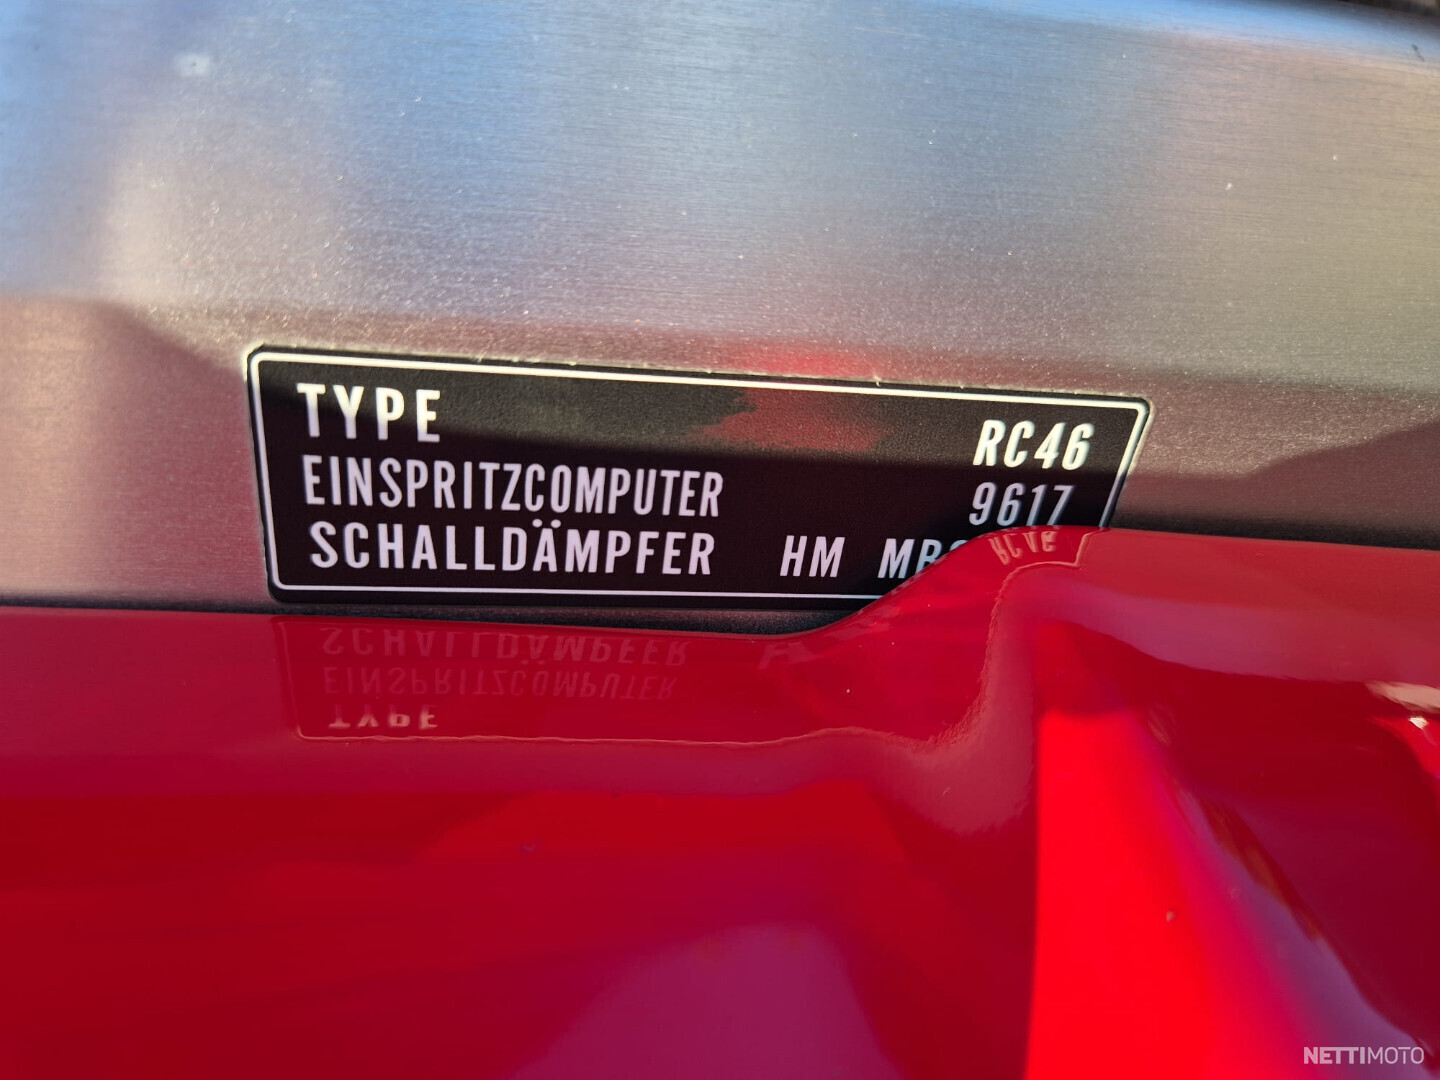 TYPE RC46
EINSPRITZCOMPUTER 9617
SCHALLDÄMPFER HM
NETTIMOTO